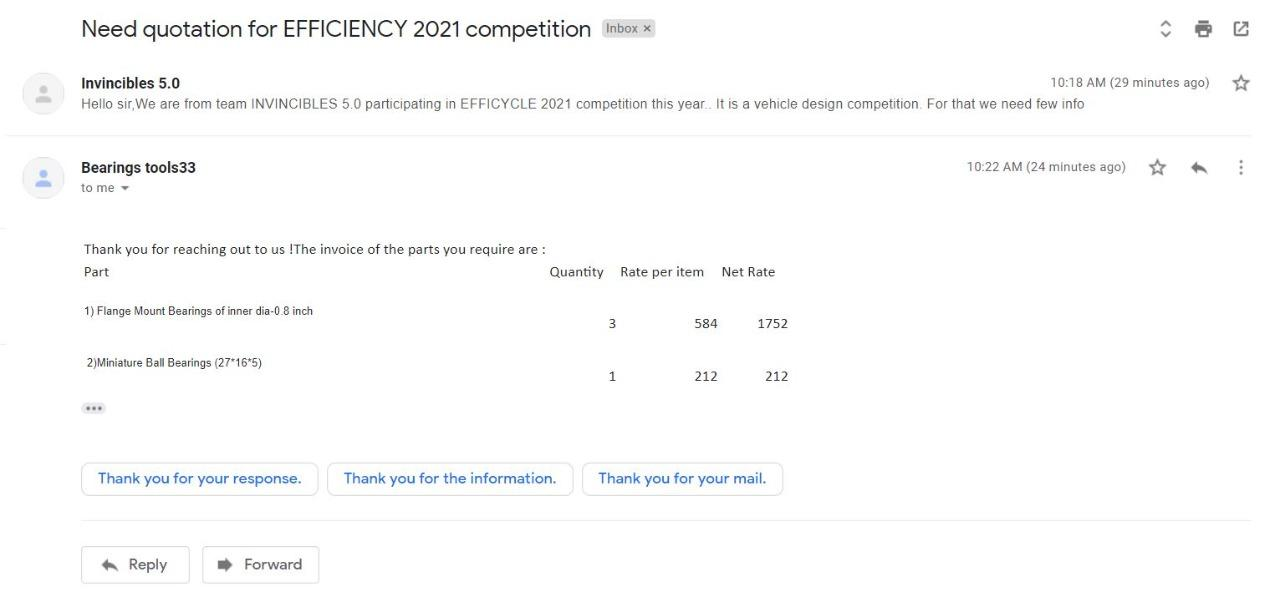 Need quotation for EFFICIENCY 2021 competition Inbox ×
Invincibles 5.0 10:18 AM (29 minutes ago)
Hello sir,We are from team INVINCIBLES 5.0 participating in EFFICYCLE 2021 competition this year.. It is a vehicle design competition. For that we need few info
Bearings tools33 10:22 AM (24 minutes ago)
to me
Thank you for reaching out to us !The invoice of the parts you require are :
Part Quantity Rate per item Net Rate
1) Flange Mount Bearings of inner dia-0.8 inch
3 584 1752
2)Miniature Ball Bearings (27*16*5)
1 212 212
Thank you for your response. Thank you for the information. Thank you for your mail.
Reply Forward